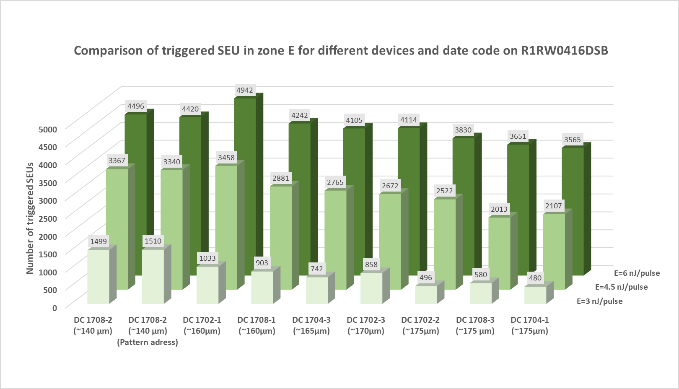 Comparison of triggered SEU in zone E for different devices and date code on R1RW0416DSB
Number of triggered SEUs
5000
4500
4000
3500
3000
2500
2000
1500
1000
500
0
4496 4420 4942 4242 4105 4114 3830 3651 3565
3367 3340 3458 2881 2765 2672 2522 2013 2107
1499 1510 1033 903 742 858 496 580 480
E=6 nJ/pulse
E=4.5 nJ/pulse
E=3 nJ/pulse
DC 1708-2 DC 1708-2 DC 1702-1 DC 1708-1 DC 1704-3 DC 1702-3 DC 1702-2 DC 1708-3 DC 1704-1
(~140 µm) (~140 µm) (~160µm) (~160µm) (~165µm) (~170µm) (~175µm) (~175 µm) (~175µm)
(Pattern adress)